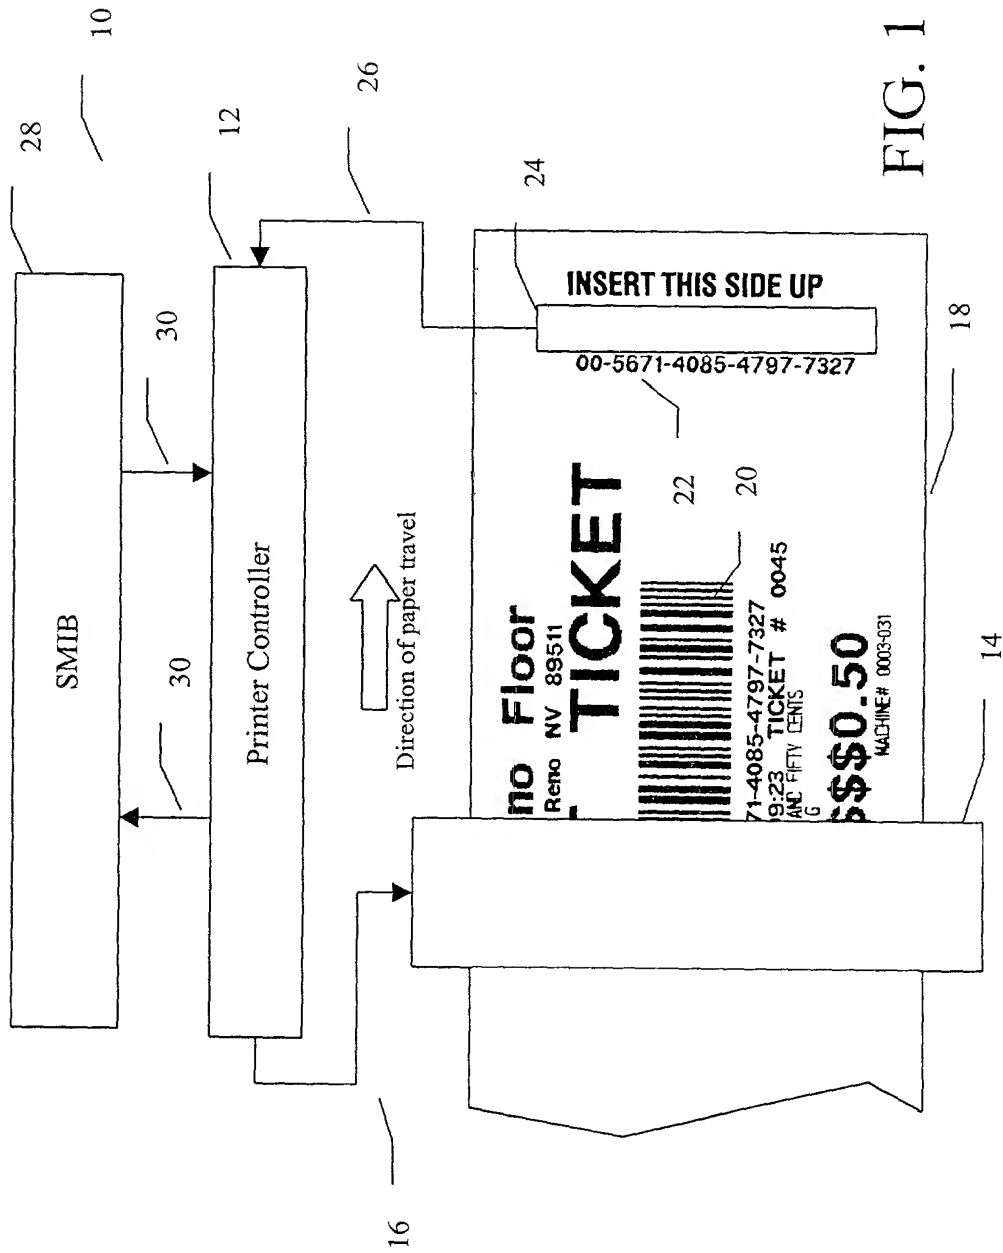 10
28
SMIB
30
30
12
Printer Controller
26
Direction of paper travel
16
24
INSERT THIS SIDE UP
00-5671-4085-4797-7327
22
20
no Floor
Reno NV 89511
TICKET
71-4085-4797-7327
9:23 TICKET # 0045
AND FIFTY CENTS
G
$$$0.50
MACHINE# 0003-031
18
14
FIG. 1